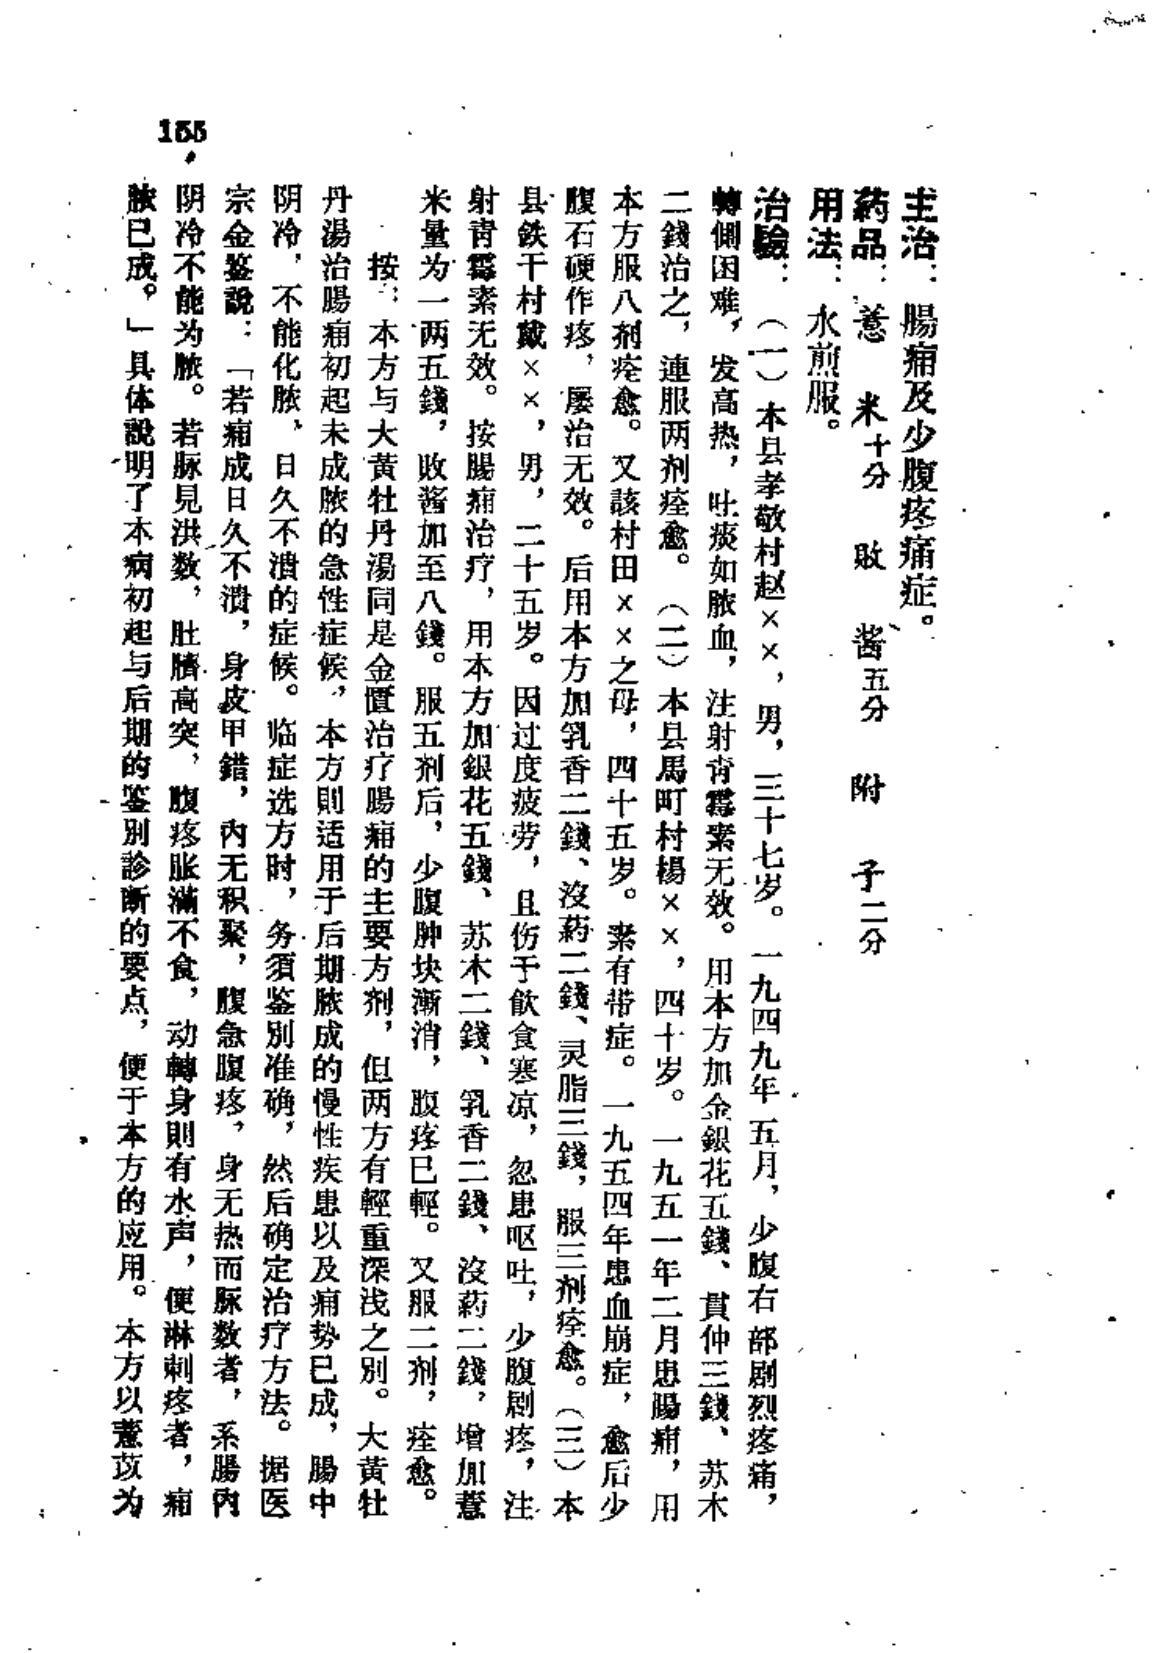 主治：腸痈及少腹疼痛症。
药品：薏米十分　敗酱五分　附子二分
用法：水煎服。
治驗：（一）本县孝敬村赵××，男，三十七岁。一九四九年五月，少腹右部剧烈疼痛，
轉側困难，发高热，吐痰如脓血，注射青霉素无效。用本方加金銀花五錢、貫仲三錢、苏木
二錢治之，連服两剂痊愈。（二）本县馬町村楊××，四十岁。一九五一年二月患腸痈，用
本方服八剂痊愈。又該村田××之母，四十五岁。素有带症。一九五四年患血崩症，愈后少
腹石硬作疼，屡治无效。后用本方加乳香二錢、沒药二錢、灵脂三錢，服三剂痊愈。（三）本
县鉄干村戴××，男，二十五岁。因过度疲劳，且伤于飲食寒凉，忽患呕吐，少腹剧疼，注
射青霉素无效。按腸痈治疗，用本方加銀花五錢、苏木二錢、乳香二錢、沒药二錢，增加薏
米量为一两五錢，敗酱加至八錢。服五剂后，少腹肿块漸消，腹疼已輕。又服二剂，痊愈。
按：本方与大黃牡丹湯同是金匱治疗腸痈的主要方剂，但两方有輕重深浅之別。大黃牡
丹湯治腸痈初起未成脓的急性症候，本方則适用于后期脓成的慢性疾患以及痈势已成，腸中
阴冷，不能化脓，日久不潰的症候。临症选方时，务須鉴別准确，然后确定治疗方法。据医
宗金鉴說：「若痈成日久不潰，身皮甲錯，內无积聚，腹急腹疼，身无热而脉数者，系腸內
阴冷不能为脓。若脉見洪数，肚臍高突，腹疼胀滿不食，动轉身則有水声，便淋刺疼者，痈
脓已成。」具体說明了本病初起与后期的鉴別診断的要点，便于本方的应用。本方以薏苡为
155